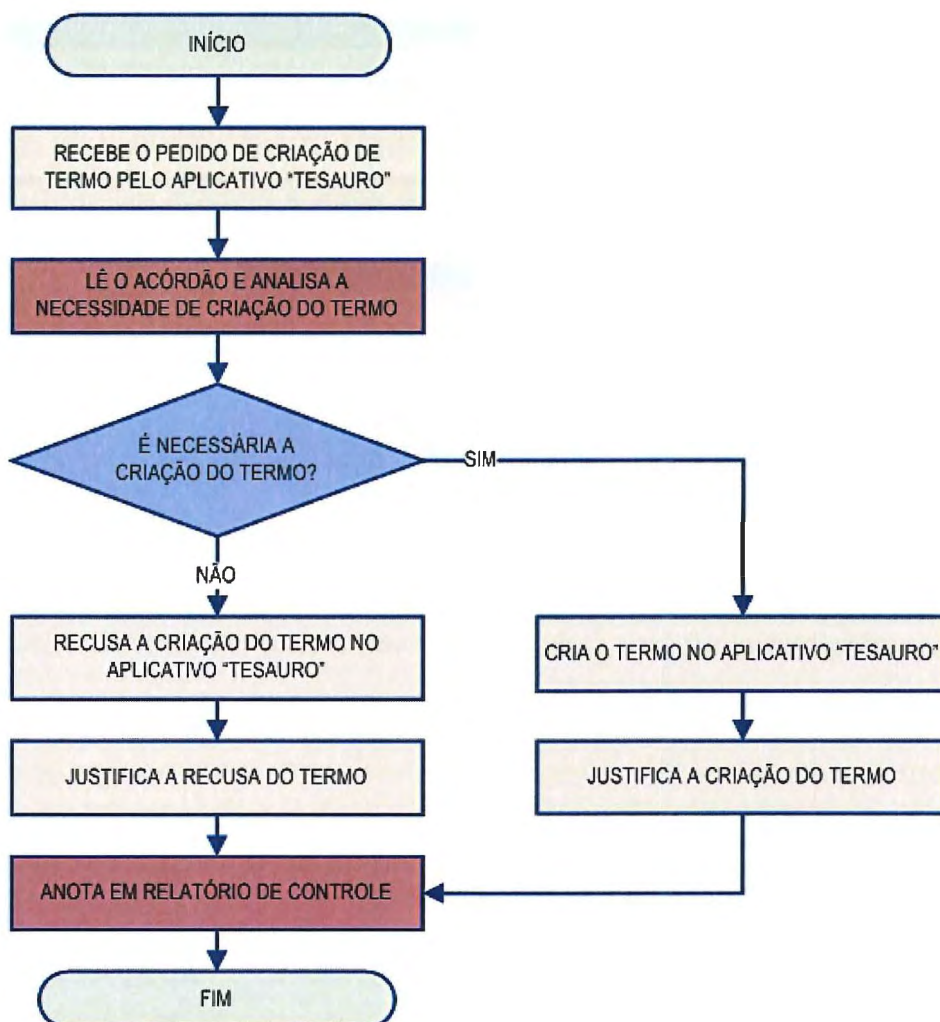 INÍCIO
RECEBE O PEDIDO DE CRIAÇÃO DE
TERMO PELO APLICATIVO “TESAURO”
LÊ O ACÓRDÃO E ANALISA A
NECESSIDADE DE CRIAÇÃO DO TERMO
É NECESSÁRIA A
CRIAÇÃO DO TERMO?
SIM
NÃO
RECUSA A CRIAÇÃO DO TERMO NO
APLICATIVO “TESAURO”
CRIA O TERMO NO APLICATIVO “TESAURO”
JUSTIFICA A RECUSA DO TERMO
JUSTIFICA A CRIAÇÃO DO TERMO
ANOTA EM RELATÓRIO DE CONTROLE
FIM